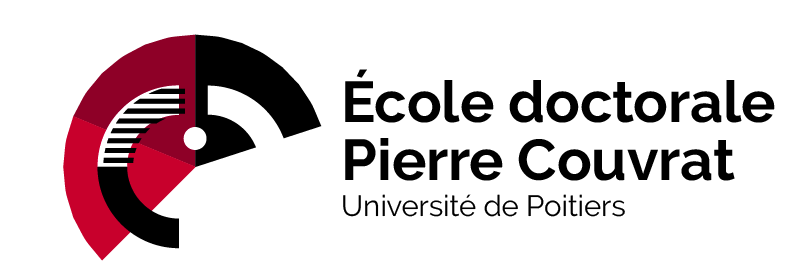 École doctorale
Pierre Couvrat
Université de Poitiers